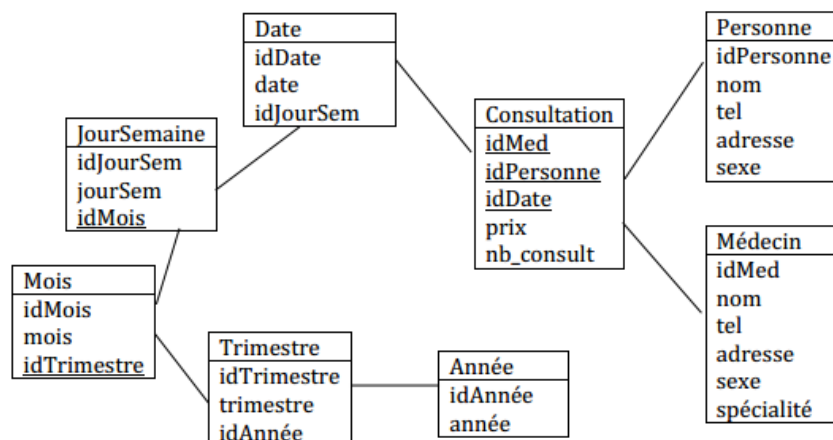 Date
idDate
date
idJourSem
JourSemaine
idJourSem
jourSem
idMois
Mois
idMois
mois
idTrimestre
Trimestre
idTrimestre
trimestre
idAnnée
Année
idAnnée
année
Consultation
idMed
idPersonne
idDate
prix
nb_consult
Personne
idPersonne
nom
tel
adresse
sexe
Médecin
idMed
nom
tel
adresse
sexe
spécialité